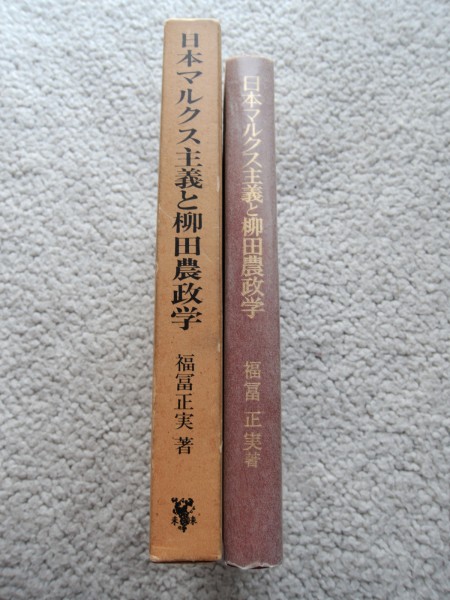 日本マルクス主義と柳田農政学
福冨正実 著
未来
日本マルクス主義と柳田農政学
福冨正実著